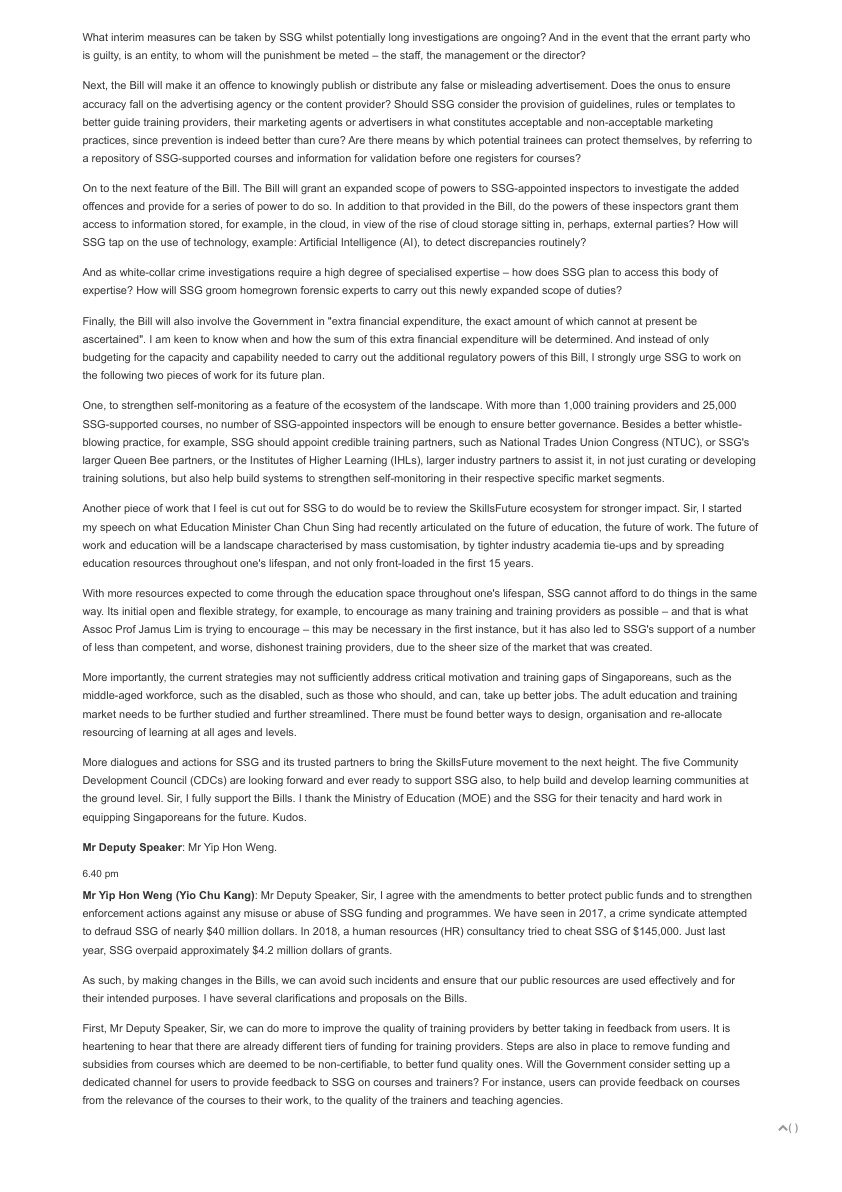 What interim measures can be taken by SSG whilst potentially long investigations are ongoing? And in the event that the errant party who
is guilty, is an entity, to whom will the punishment be meted – the staff, the management or the director?
Next, the Bill will make it an offence to knowingly publish or distribute any false or misleading advertisement. Does the onus to ensure
accuracy fall on the advertising agency or the content provider? Should SSG consider the provision of guidelines, rules or templates to
better guide training providers, their marketing agents or advertisers in what constitutes acceptable and non-acceptable marketing
practices, since prevention is indeed better than cure? Are there means by which potential trainees can protect themselves, by referring to
a repository of SSG-supported courses and information for validation before one registers for courses?
On to the next feature of the Bill. The Bill will grant an expanded scope of powers to SSG-appointed inspectors to investigate the added
offences and provide for a series of power to do so. In addition to that provided in the Bill, do the powers of these inspectors grant them
access to information stored, for example, in the cloud, in view of the rise of cloud storage sitting in, perhaps, external parties? How will
SSG tap on the use of technology, example: Artificial Intelligence (AI), to detect discrepancies routinely?
And as white-collar crime investigations require a high degree of specialised expertise – how does SSG plan to access this body of
expertise? How will SSG groom homegrown forensic experts to carry out this newly expanded scope of duties?
Finally, the Bill will also involve the Government in "extra financial expenditure, the exact amount of which cannot at present be
ascertained". I am keen to know when and how the sum of this extra financial expenditure will be determined. And instead of only
budgeting for the capacity and capability needed to carry out the additional regulatory powers of this Bill, I strongly urge SSG to work on
the following two pieces of work for its future plan.
One, to strengthen self-monitoring as a feature of the ecosystem of the landscape. With more than 1,000 training providers and 25,000
SSG-supported courses, no number of SSG-appointed inspectors will be enough to ensure better governance. Besides a better whistle-
blowing practice, for example, SSG should appoint credible training partners, such as National Trades Union Congress (NTUC), or SSG's
larger Queen Bee partners, or the Institutes of Higher Learning (IHLs), larger industry partners to assist it, in not just curating or developing
training solutions, but also help build systems to strengthen self-monitoring in their respective specific market segments.
Another piece of work that I feel is cut out for SSG to do would be to review the SkillsFuture ecosystem for stronger impact. Sir, I started
my speech on what Education Minister Chan Chun Sing had recently articulated on the future of education, the future of work. The future of
work and education will be a landscape characterised by mass customisation, by tighter industry academia tie-ups and by spreading
education resources throughout one's lifespan, and not only front-loaded in the first 15 years.
With more resources expected to come through the education space throughout one's lifespan, SSG cannot afford to do things in the same
way. Its initial open and flexible strategy, for example, to encourage as many training and training providers as possible – and that is what
Assoc Prof Jamus Lim is trying to encourage – this may be necessary in the first instance, but it has also led to SSG's support of a number
of less than competent, and worse, dishonest training providers, due to the sheer size of the market that was created.
More importantly, the current strategies may not sufficiently address critical motivation and training gaps of Singaporeans, such as the
middle-aged workforce, such as the disabled, such as those who should, and can, take up better jobs. The adult education and training
market needs to be further studied and further streamlined. There must be found better ways to design, organisation and re-allocate
resourcing of learning at all ages and levels.
More dialogues and actions for SSG and its trusted partners to bring the SkillsFuture movement to the next height. The five Community
Development Council (CDCs) are looking forward and ever ready to support SSG also, to help build and develop learning communities at
the ground level. Sir, I fully support the Bills. I thank the Ministry of Education (MOE) and the SSG for their tenacity and hard work in
equipping Singaporeans for the future. Kudos.
Mr Deputy Speaker: Mr Yip Hon Weng.
6.40 pm
Mr Yip Hon Weng (Yio Chu Kang): Mr Deputy Speaker, Sir, I agree with the amendments to better protect public funds and to strengthen
enforcement actions against any misuse or abuse of SSG funding and programmes. We have seen in 2017, a crime syndicate attempted
to defraud SSG of nearly $40 million dollars. In 2018, a human resources (HR) consultancy tried to cheat SSG of $145,000. Just last
year, SSG overpaid approximately $4.2 million dollars of grants.
As such, by making changes in the Bills, we can avoid such incidents and ensure that our public resources are used effectively and for
their intended purposes. I have several clarifications and proposals on the Bills.
First, Mr Deputy Speaker, Sir, we can do more to improve the quality of training providers by better taking in feedback from users. It is
heartening to hear that there are already different tiers of funding for training providers. Steps are also in place to remove funding and
subsidies from courses which are deemed to be non-certifiable, to better fund quality ones. Will the Government consider setting up a
dedicated channel for users to provide feedback to SSG on courses and trainers? For instance, users can provide feedback on courses
from the relevance of the courses to their work, to the quality of the trainers and teaching agencies.
( )